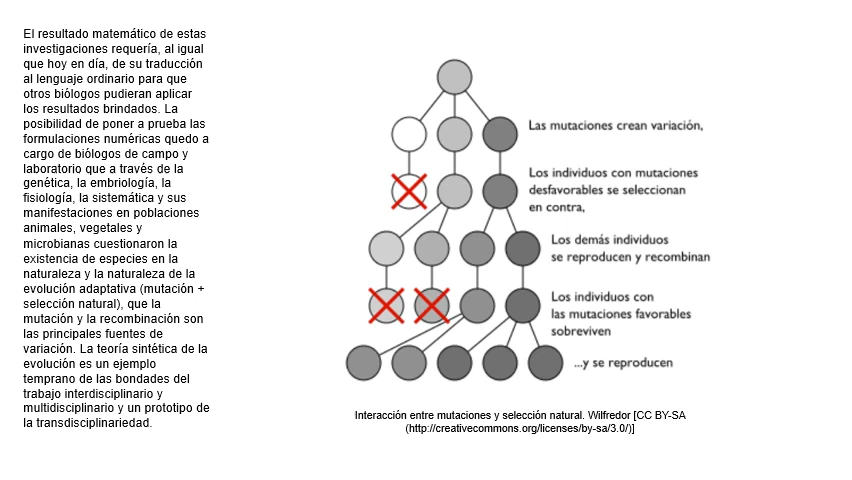 El resultado matemático de estas
investigaciones requería, al igual
que hoy en día, de su traducción
al lenguaje ordinario para que
otros biólogos pudieran aplicar
los resultados brindados. La
posibilidad de poner a prueba las
formulaciones numéricas quedo a
cargo de biólogos de campo y
laboratorio que a través de la
genética, la embriología, la
fisiología, la sistemática y sus
manifestaciones en poblaciones
animales, vegetales y
microbianas cuestionaron la
existencia de especies en la
naturaleza y la naturaleza de la
evolución adaptativa (mutación +
selección natural), que la
mutación y la recombinación son
las principales fuentes de
variación. La teoría sintética de la
evolución es un ejemplo
temprano de las bondades del
trabajo interdisciplinario y
multidisciplinario y un prototipo de
la transdisciplinariedad.
Las mutaciones crean variación,
Los individuos con mutaciones
desfavorables se seleccionan
en contra,
Los demás individuos
se reproducen y recombinan
Los individuos con
las mutaciones favorables
sobreviven
...y se reproducen
Interacción entre mutaciones y selección natural. Wilfredor [CC BY-SA
(http://creativecommons.org/licenses/by-sa/3.0/)]